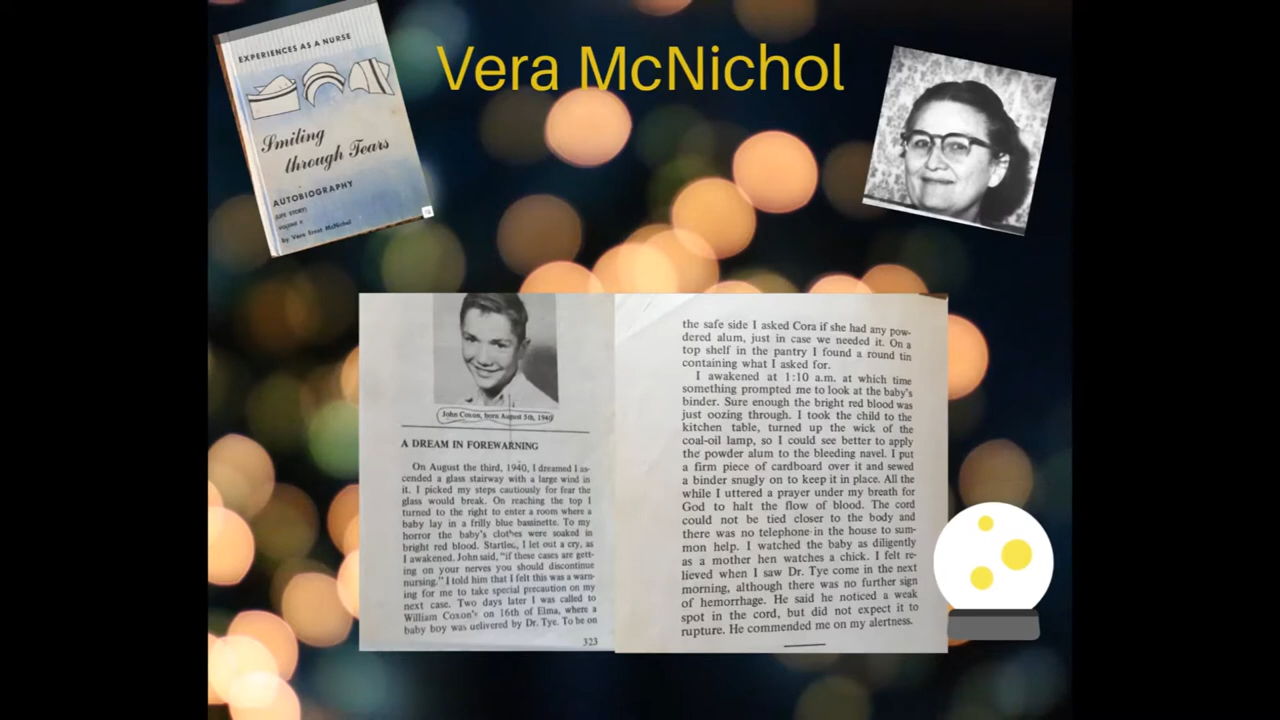 EXPERIENCES AS A NURSE
Smiling
through Tears
AUTOBIOGRAPHY
(LIFE STORY)
VOLUME
by Vera Ernst McNichol
Vera McNichol
John Coxon, born August 5th, 1940
A DREAM IN FOREWARNING
On August the third, 1940, I dreamed I as-
cended a glass stairway with a large wind in
it. I picked my steps cautiously for fear the
glass would break. On reaching the top I
turned to the right to enter a room where a
baby lay in a frilly blue bassinette. To my
horror the baby's clothes were soaked in
bright red blood. Startled, I let out a cry, as
I awakened. John said, "if these cases are gett-
ing on your nerves you should discontinue
nursing." I told him that I felt this was a warn-
ing for me to take special precaution on my
next case. Two days later I was called to
William Coxon's on 16th of Elma, where a
baby boy was delivered by Dr. Tye. To be on
323
the safe side I asked Cora if she had any pow-
dered alum, just in case we needed it. On a
top shelf in the pantry I found a round tin
containing what I asked for.
I awakened at 1:10 a.m. at which time
something prompted me to look at the baby's
binder. Sure enough the bright red blood was
just oozing through. I took the child to the
kitchen table, turned up the wick of the
coal-oil lamp, so I could see better to apply
the powder alum to the bleeding navel. I put
a firm piece of cardboard over it and sewed
a binder snugly on to keep it in place. All the
while I uttered a prayer under my breath for
God to halt the flow of blood. The cord
could not be tied closer to the body and
there was no telephone in the house to sum-
mon help. I watched the baby as diligently
as a mother hen watches a chick. I felt re-
lieved when I saw Dr. Tye come in the next
morning, although there was no further sign
of hemorrhage. He said he noticed a weak
spot in the cord, but did not expect it to
rupture. He commended me on my alertness.